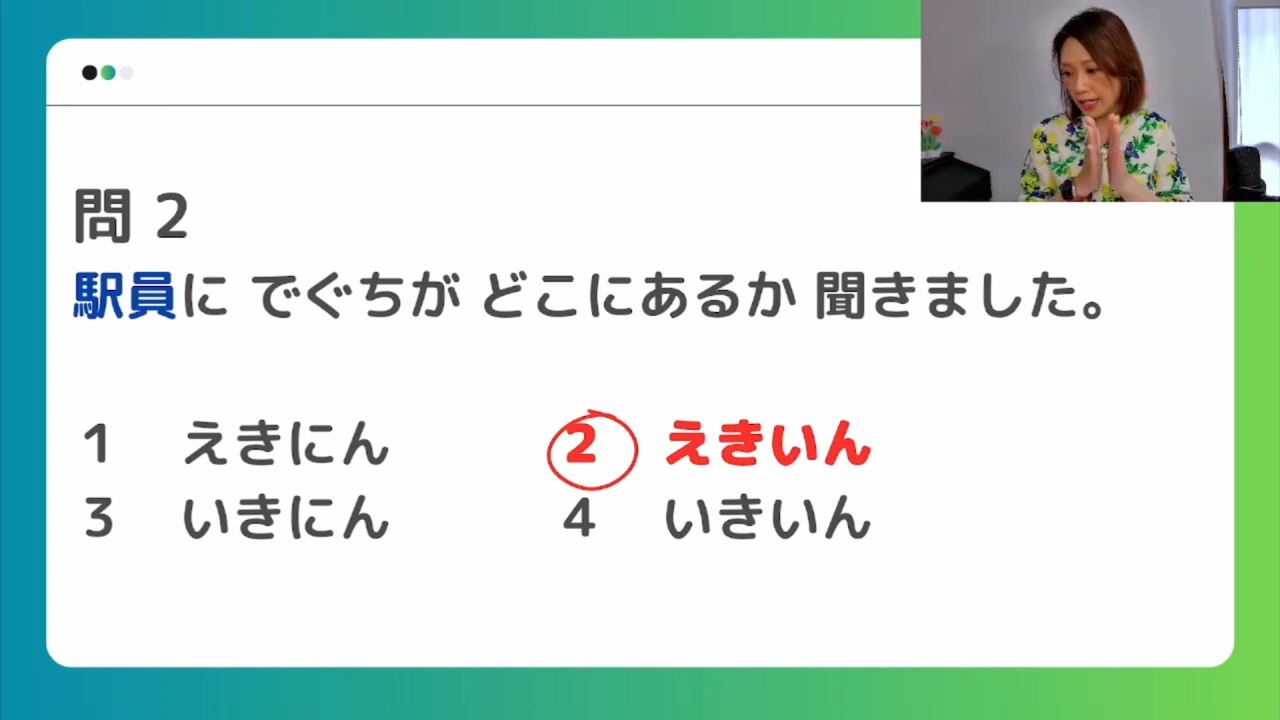 問 2
駅員に でぐちが どこにあるか 聞きました。
1 えきにん 2 えきいん
3 いきにん 4 いきいん